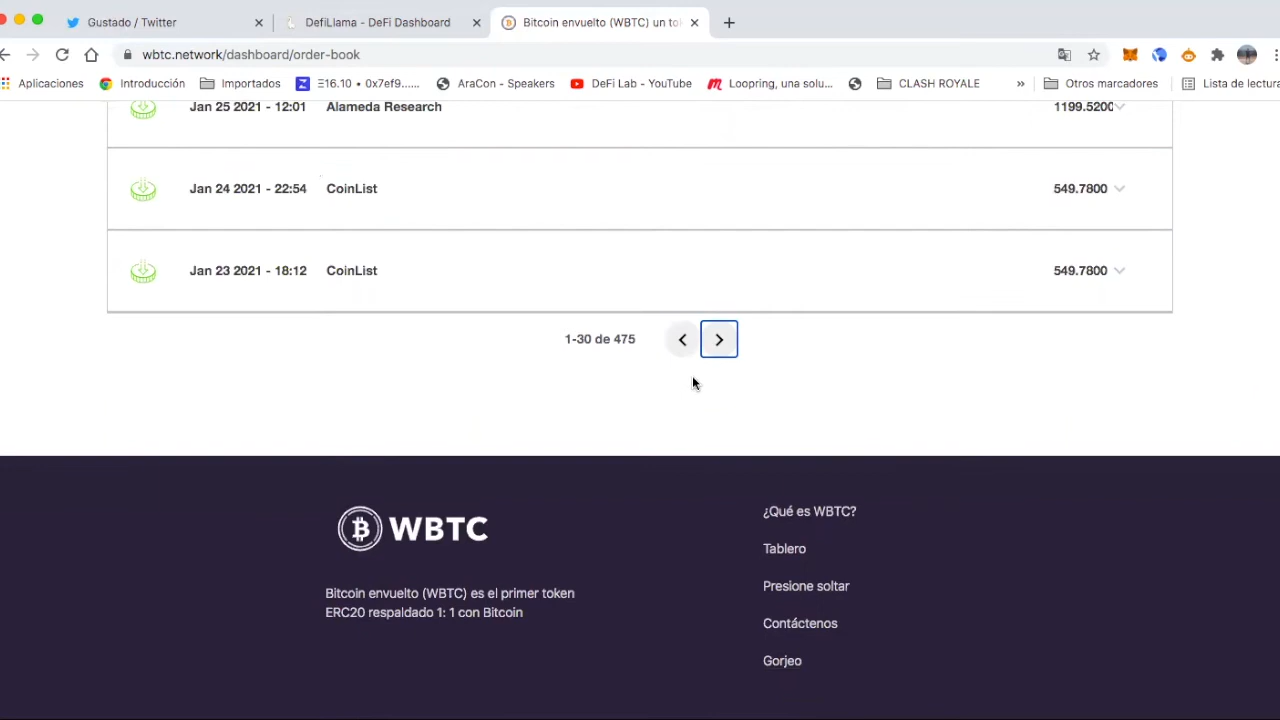 Gustado / Twitter
DefiLlama - DeFi Dashboard
Bitcoin envuelto (WBTC) un to
wbtc.network/dashboard/order-book
Aplicaciones
Introducción
Importados
Ξ16.10 • 0x7ef9......
AraCon - Speakers
DeFi Lab - YouTube
Loopring, una solu...
CLASH ROYALE
»
Otros marcadores
Lista de lectura
Jan 25 2021 - 12:01 Alameda Research 1199.5200
Jan 24 2021 - 22:54 CoinList 549.7800
Jan 23 2021 - 18:12 CoinList 549.7800
1-30 de 475
WBTC
Bitcoin envuelto (WBTC) es el primer token
ERC20 respaldado 1: 1 con Bitcoin
¿Qué es WBTC?
Tablero
Presione soltar
Contáctenos
Gorjeo